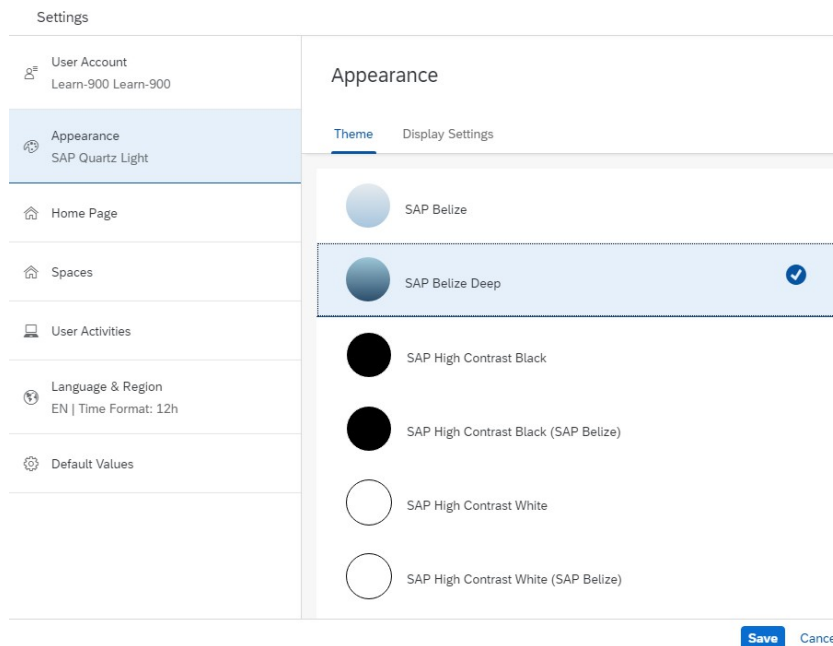 Settings
User Account
Learn-900 Learn-900
Appearance
SAP Quartz Light
Home Page
Spaces
User Activities
Language & Region
EN | Time Format: 12h
Default Values
Appearance
Theme Display Settings
SAP Belize
SAP Belize Deep
SAP High Contrast Black
SAP High Contrast Black (SAP Belize)
SAP High Contrast White
SAP High Contrast White (SAP Belize)
Save Cance